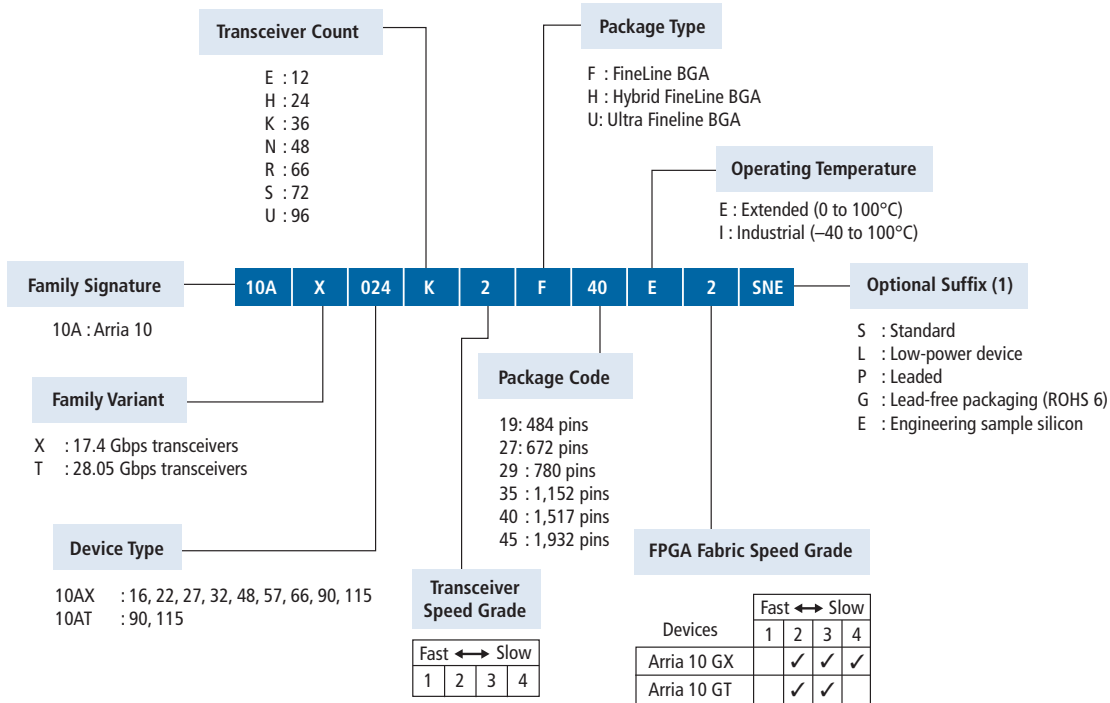 Transceiver Count
E : 12
H : 24
K : 36
N : 48
R : 66
S : 72
U : 96
Package Type
F : FineLine BGA
H : Hybrid FineLine BGA
U: Ultra Fineline BGA
Operating Temperature
E : Extended (0 to 100°C)
I : Industrial (–40 to 100°C)
Family Signature
10A : Arria 10
10A X 024 K 2 F 40 E 2 SNE
Optional Suffix (1)
S : Standard
L : Low-power device
P : Leaded
G : Lead-free packaging (ROHS 6)
E : Engineering sample silicon
Family Variant
X : 17.4 Gbps transceivers
T : 28.05 Gbps transceivers
Package Code
19: 484 pins
27: 672 pins
29 : 780 pins
35 : 1,152 pins
40 : 1,517 pins
45 : 1,932 pins
Device Type
10AX : 16, 22, 27, 32, 48, 57, 66, 90, 115
10AT : 90, 115
Transceiver
Speed Grade
Fast ↔ Slow
1 2 3 4
FPGA Fabric Speed Grade
Fast ↔ Slow
Devices 1 2 3 4
Arria 10 GX ✓ ✓ ✓
Arria 10 GT ✓ ✓